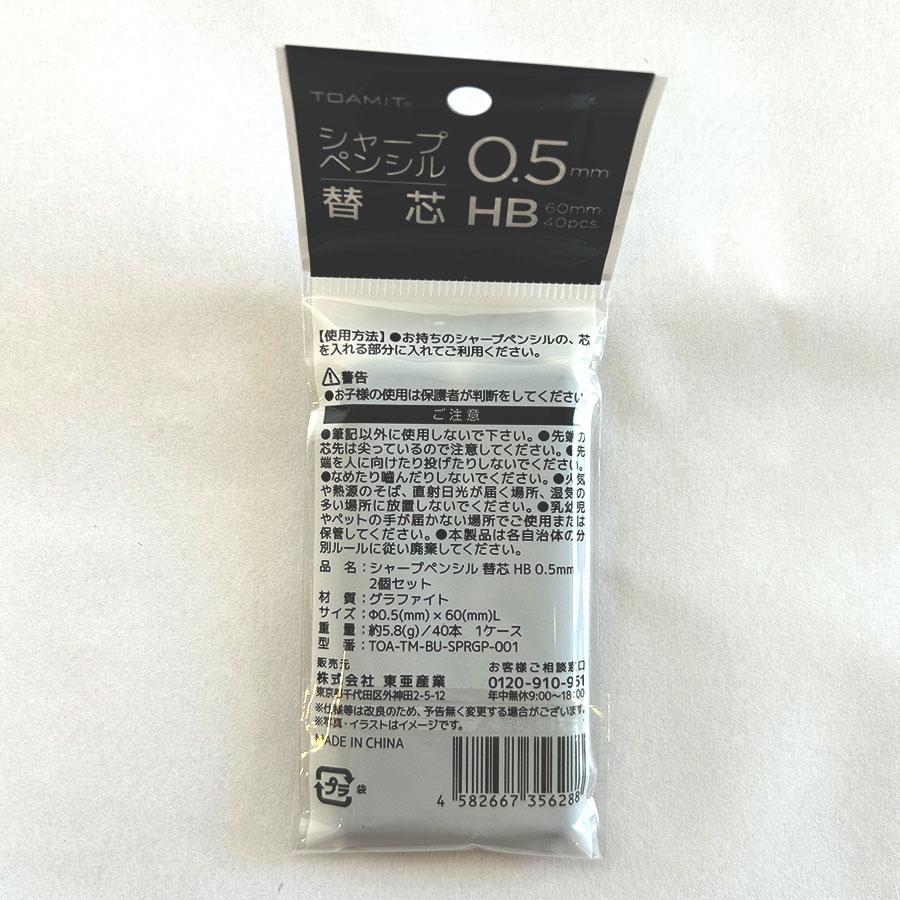 TOAMIT®
シャープ
ペンシル
替芯
0.5mm
HB 60mm
40pcs.
【使用方法】●お持ちのシャープペンシルの、芯
を入れる部分に入れてご利用ください。
⚠警告
●お子様の使用は保護者が判断をしてください
ご注意
●筆記以外に使用しないで下さい。●先端の
芯先は尖っているので注意してください。●先
端を人に向けたり投げたりしないでください。
●なめたり噛んだりしないでください。●火気
や熱源のそば、直射日光が届く場所、湿気の
多い場所に放置しないでください。●乳幼児
やペットの手が届かない場所でご使用または
保管してください。●本製品は各自治体の分
別ルールに従い廃棄してください。
品 名：シャープペンシル 替芯 HB 0.5mm
2個セット
材 質：グラファイト
サイズ：Φ0.5(mm)×60(mm)L
重 量：約5.8(g)／40本 1ケース
型 番：TOA-TM-BU-SPRGP-001
販売元
株式会社 東亜産業
東京都千代田区外神田2-5-12
お客様ご相談窓口
0120-910-951
年中無休9:00〜18:00
※仕様等は改良のため、予告無く変更する場合がございます。
※写真・イラストはイメージです。
MADE IN CHINA
プラ 袋
4 582667 356288